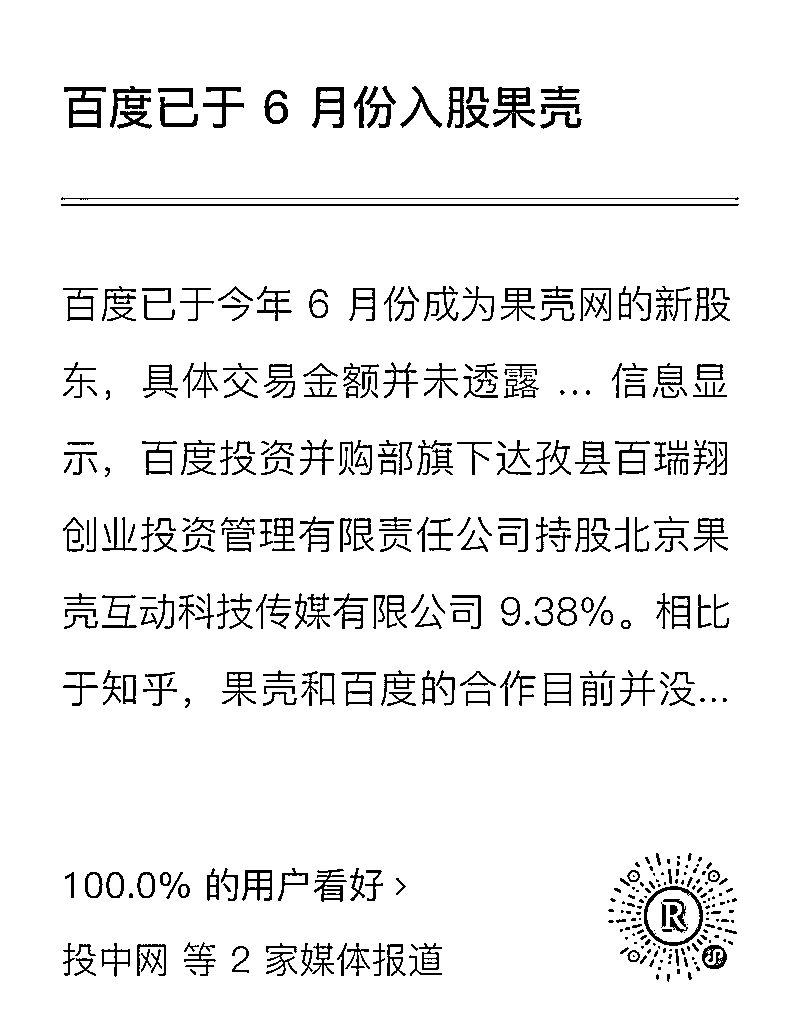 百度已于 6 月份入股果壳
百度已于今年 6 月份成为果壳网的新股
东，具体交易金额并未透露 ... 信息显
示，百度投资并购部旗下达孜县百瑞翔
创业投资管理有限责任公司持股北京果
壳互动科技传媒有限公司 9.38%。相比
于知乎，果壳和百度的合作目前并没...
100.0% 的用户看好 ›
投中网 等 2 家媒体报道
R